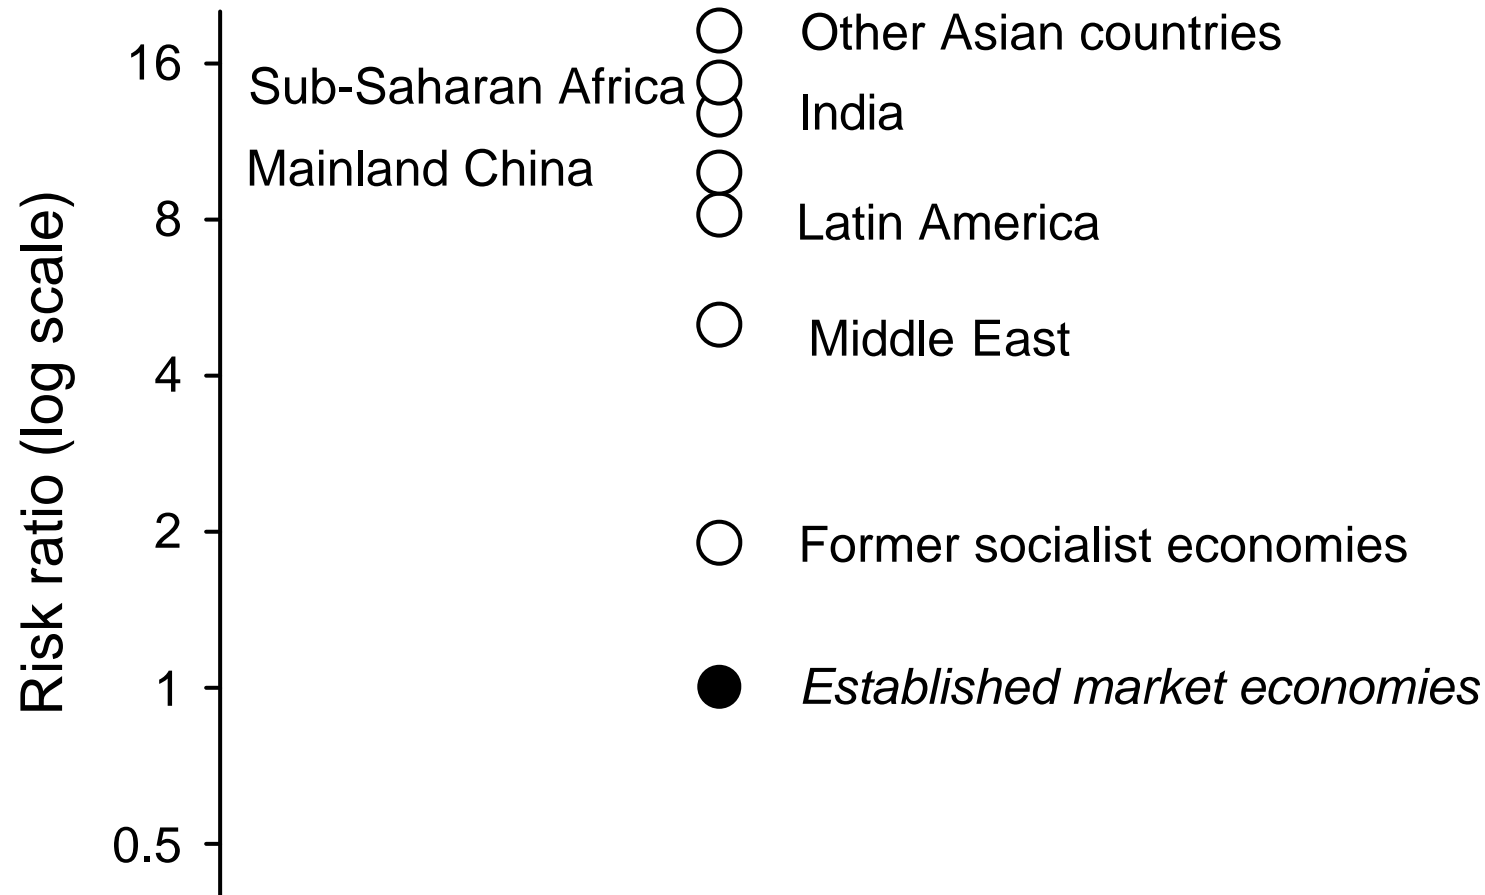 Other Asian countries
16
Sub-Saharan Africa
India
Mainland China
8
Latin America
Middle East
4
Risk ratio (log scale)
2
Former socialist economies
1
Established market economies
0.5